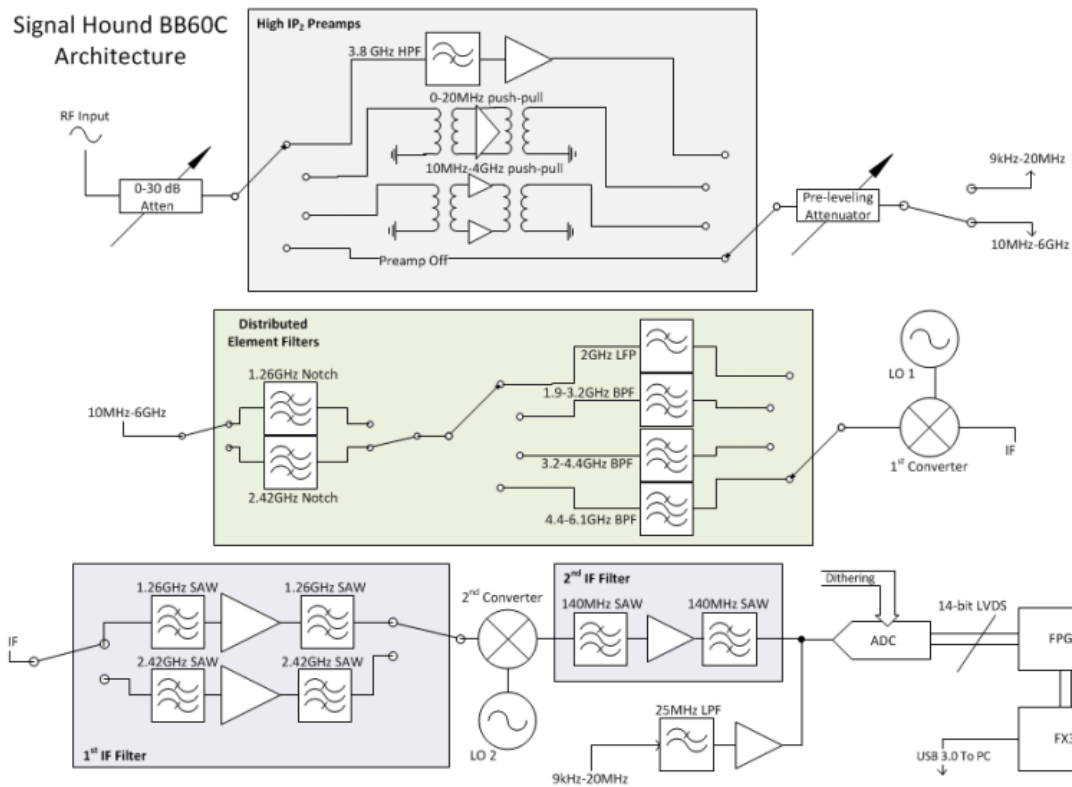 Signal Hound BB60C
Architecture
High IP2 Preamps
3.8 GHz HPF
0-20MHz push-pull
RF Input
10MHz-4GHz push-pull
9kHz-20MHz
0-30 dB
Atten
Pre-leveling
Attenuator
10MHz-6GHz
Preamp Off
Distributed
Element Filters
2GHz LFP
1.26GHz Notch
LO 1
1.9-3.2GHz BPF
10MHz-6GHz
3.2-4.4GHz BPF
IF
1st Converter
2.42GHz Notch
4.4-6.1GHz BPF
2nd IF Filter
1.26GHz SAW
1.26GHz SAW
Dithering
2nd Converter
140MHz SAW
140MHz SAW
14-bit LVDS
IF
ADC
FPG
2.42GHz SAW
2.42GHz SAW
25MHz LPF
FX3
1st IF Filter
LO 2
USB 3.0 To PC
9kHz-20MHz